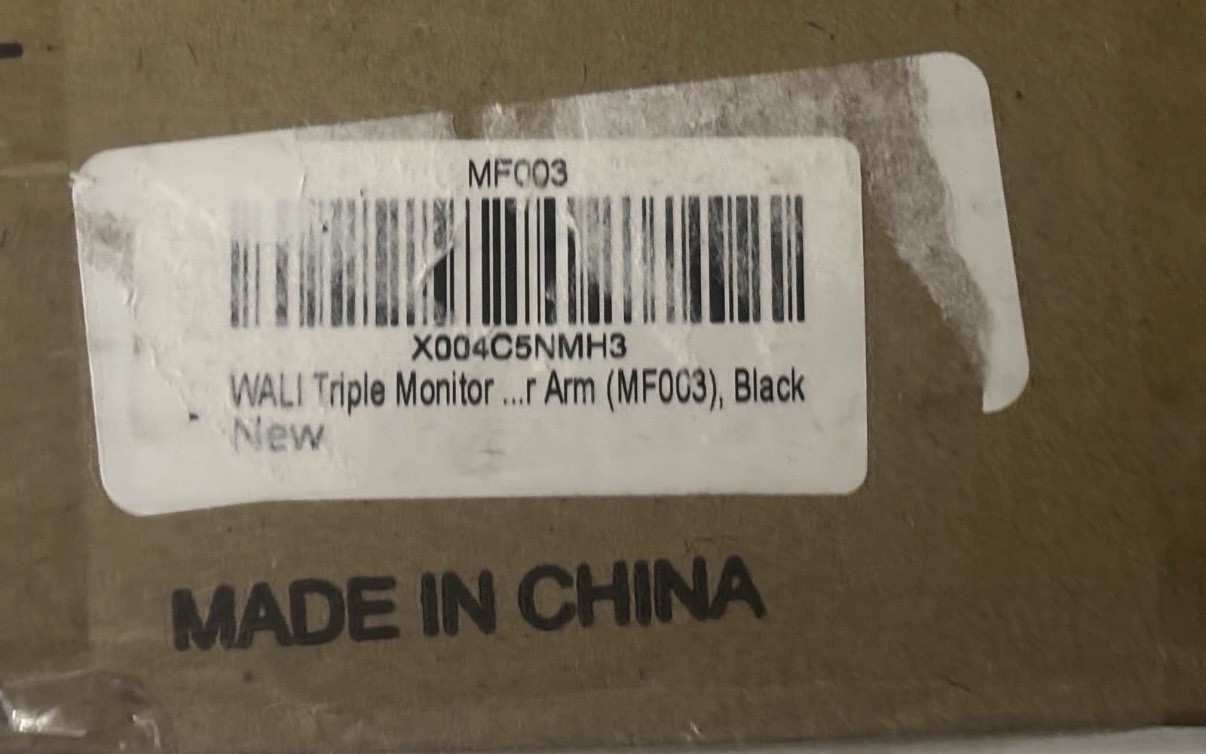 MF003
X004C5NMH3
WALI Triple Monitor ...r Arm (MF003), Black
New
MADE IN CHINA